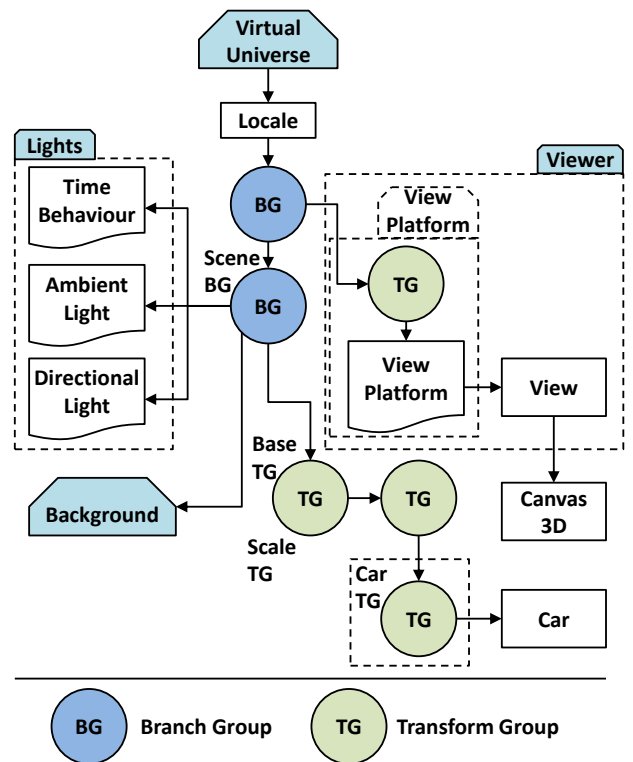 Virtual
Universe
Locale
Lights
Viewer
Time
Behaviour
BG
View
Platform
Scene
BG
BG
TG
Ambient
Light
View
Platform
View
Directional
Light
Base
TG
TG
TG
Background
Canvas
3D
Scale
TG
Car
TG
TG
Car
BG
Branch Group
TG
Transform Group